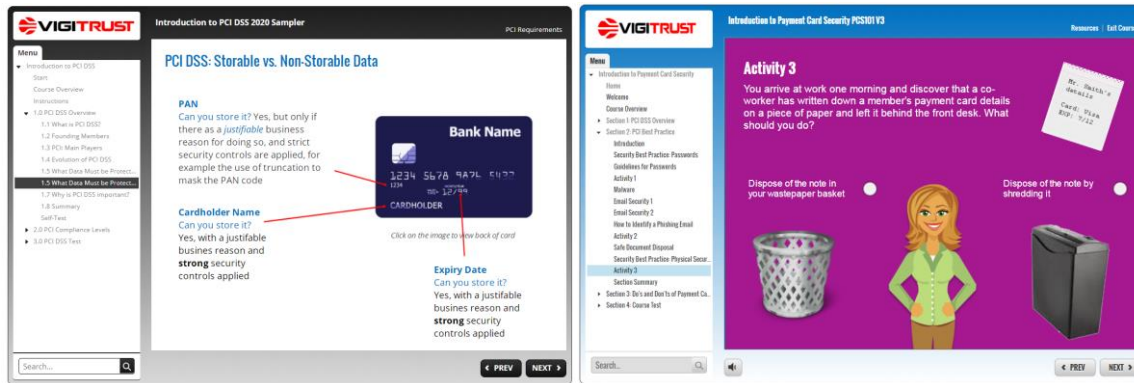 VIGITRUST
Introduction to PCI DSS 2020 Sampler
PCI Requirements
Menu
Introduction to PCI DSS
Start
Course Overview
Instructions
1.0 PCI DSS Overview
1.1 What is PCI DSS?
1.2 Founding Members
1.3 PCI: Main Players
1.4 Evolution of PCI DSS
1.5 What Data Must be Protect...
1.5 What Data Must be Protect...
1.7 Why is PCI DSS important?
1.8 Summary
Self-Test
2.0 PCI Compliance Levels
3.0 PCI DSS Test
Search...
PCI DSS: Storable vs. Non-Storable Data
PAN
Can you store it? Yes, but only if
there as a justifiable business
reason for doing so, and strict
security controls are applied, for
example the use of truncation to
mask the PAN code
Cardholder Name
Can you store it?
Yes, with a justifiable
busines reason and
strong security
controls applied
Bank Name
1234 5678
1234
12/99
CARDHOLDER
Click on the image to view back of card
Expiry Date
Can you store it?
Yes, with a justifiable
busines reason and
strong security
controls applied
PREV
NEXT
VIGITRUST
Introduction to Payment Card Security PCS101 V3
Resources | Exit Cours
Menu
Introduction to Payment Card Security
Home
Welcome
Course Overview
Section 1: PCI DSS Overview
Section 2: PCI Best Practice
Introduction
Security Best Practice: Passwords
Guidelines for Passwords
Activity 1
Malware
Email Security 1
Email Security 2
How to Identify a Phishing Email
Activity 2
Safe Document Disposal
Security Best Practice: Physical Secur...
Activity 3
Section Summary
Section 3: Do's and Don'ts of Payment Ca...
Section 4: Course Test
Search...
Activity 3
You arrive at work one morning and discover that a co-
worker has written down a member's payment card details
on a piece of paper and left it behind the front desk. What
should you do?
Mr. Smith's
details
Card: Visa
EXP: 7/12
Dispose of the note in
your wastepaper basket
Dispose of the note by
shredding it
PREV
NEXT